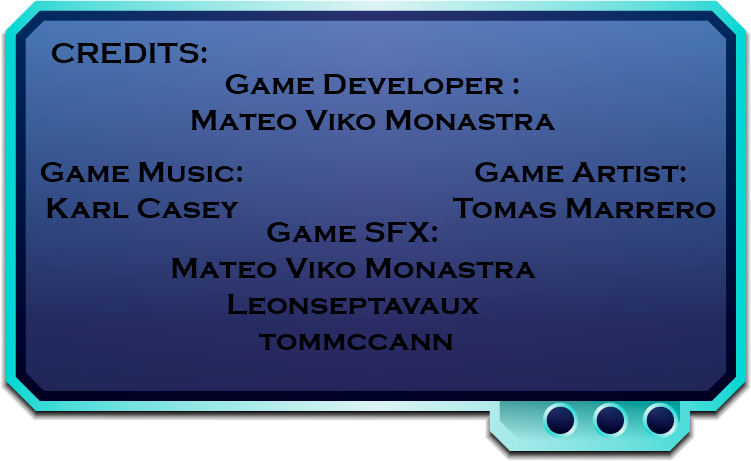 CREDITS:
Game Developer :
Mateo Viko Monastra
Game Music:
Karl Casey
Game Artist:
Tomas Marrero
Game SFX:
Mateo Viko Monastra
Leonseptavaux
tommccann